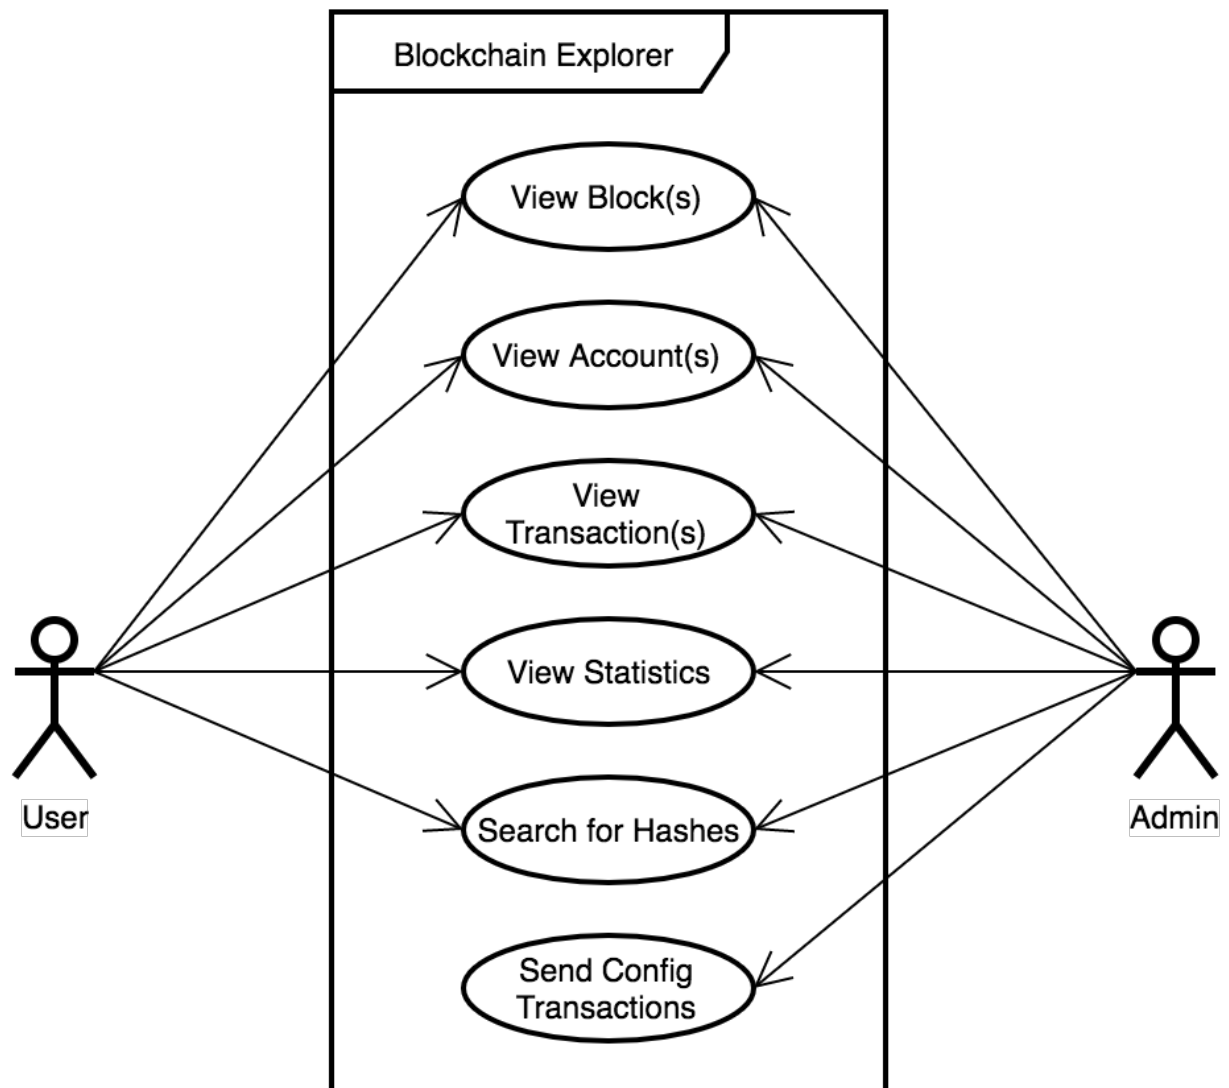 Blockchain Explorer
View Block(s)
View Account(s)
View
Transaction(s)
View Statistics
Search for Hashes
Send Config
Transactions
User
Admin